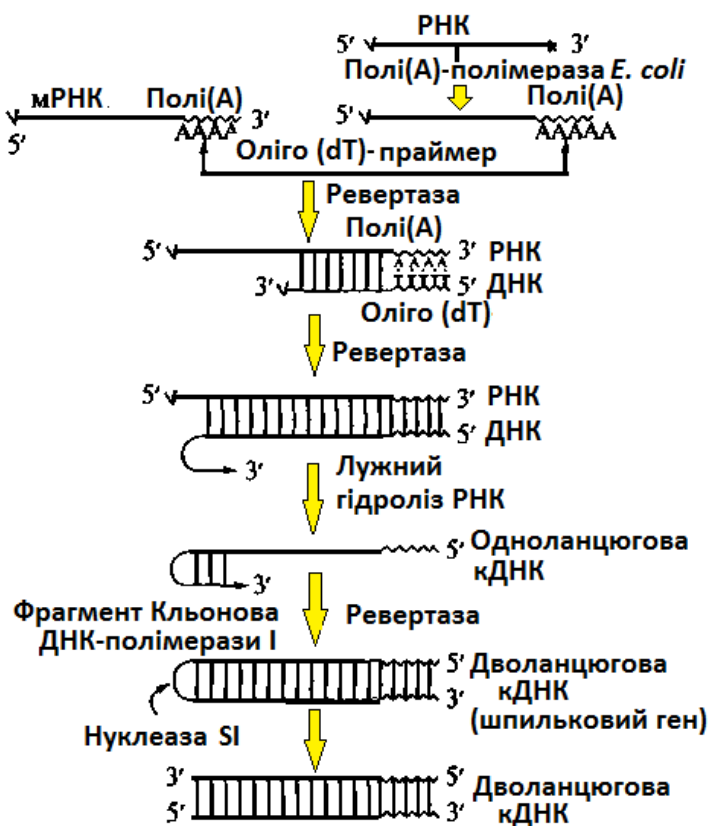 РНК
5′ 3′
Полі(А)-полімераза E. coli
мРНК Полі(А) 3′
5′ АААА
Полі(А)
5′ ААААА
Оліго (dT)- праймер
Ревертаза
Полі(А)
5′ 3′ РНК
А А А А
Т Т Т Т Т
3′ 5′ ДНК
Оліго (dT)
Ревертаза
5′ 3′ РНК
5′ ДНК
3′
Лужний
гідроліз РНК
5′ Одноланцюгова
кДНК
3′
Фрагмент Кльонова
ДНК-полімерази I
Ревертаза
5′ Дволанцюгова
3′ кДНК
(шпильковий ген)
Нуклеаза SI
3′ 5′ Дволанцюгова
5′ 3′ кДНК